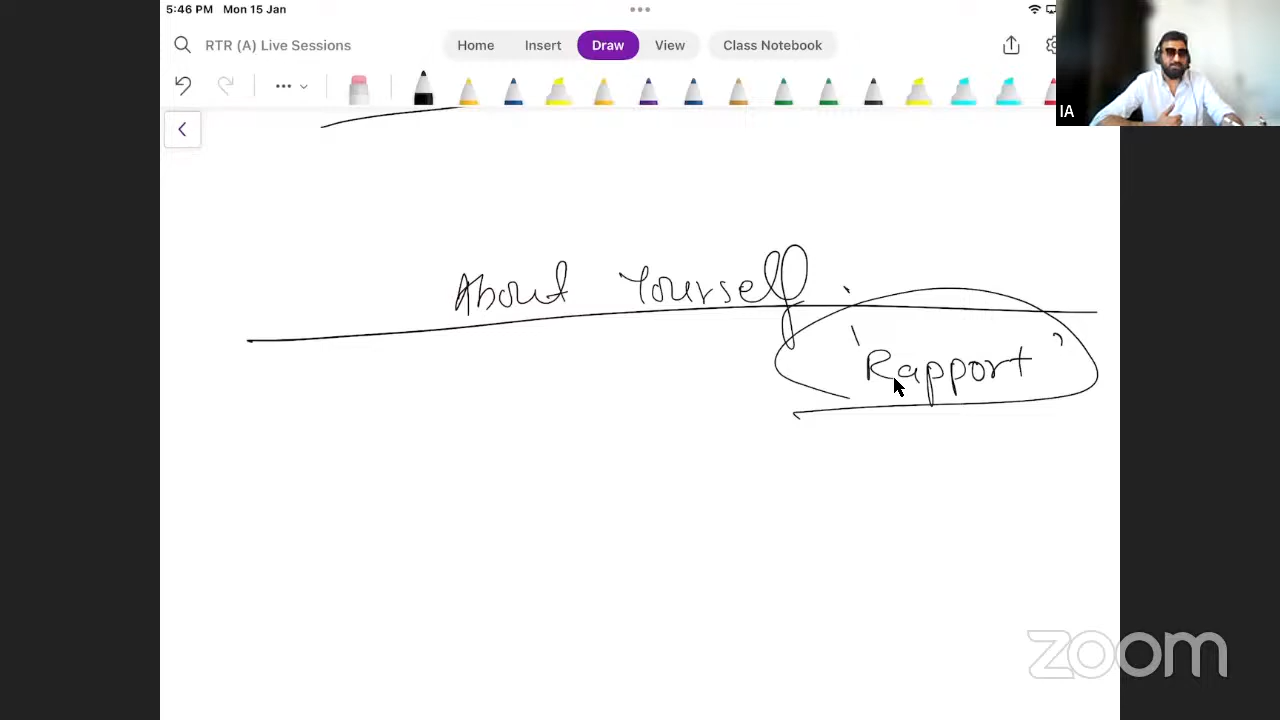 5:46 PM Mon 15 Jan
RTR (A) Live Sessions
Home Insert Draw View Class Notebook
IA
About Yourself.
'Rapport'
zoom